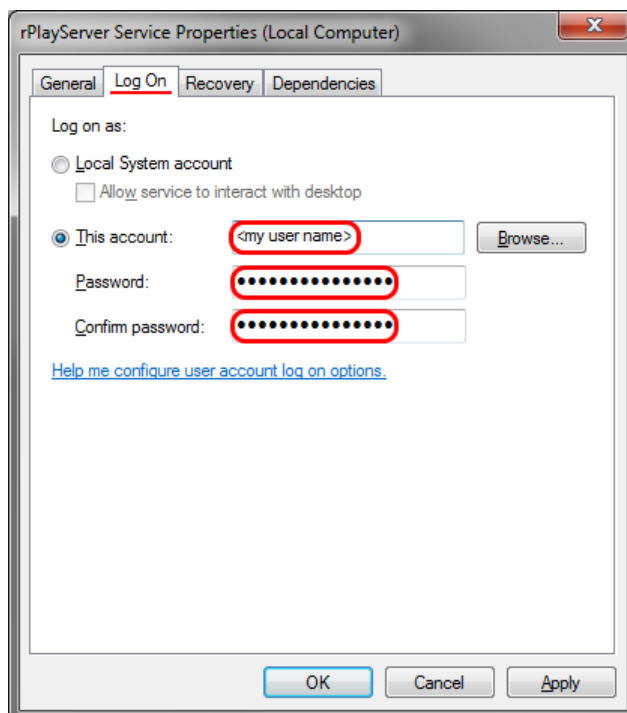 rPlayServer Service Properties (Local Computer)
General Log On Recovery Dependencies
Log on as:
Local System account
Allow service to interact with desktop
This account: <my user name> Browse...
Password: •••••••••••••••
Confirm password: •••••••••••••••
Help me configure user account log on options.
OK Cancel Apply